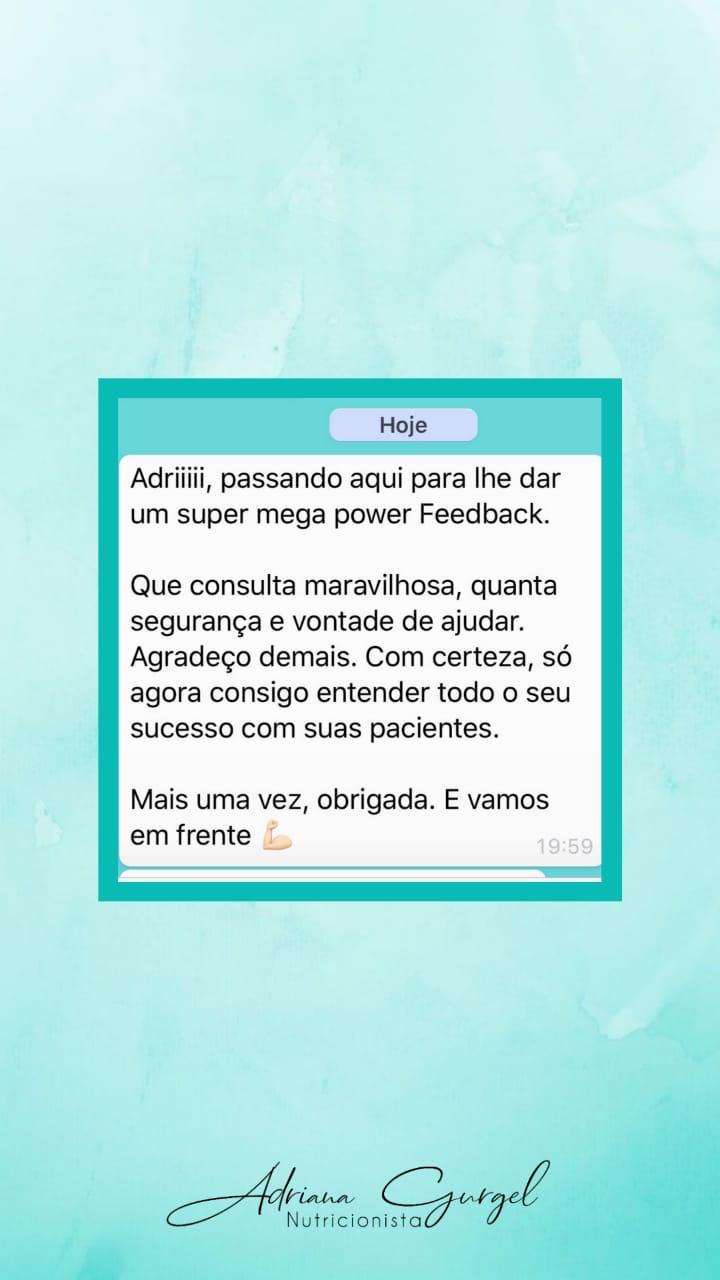 Hoje
Adriiiii, passando aqui para lhe dar
um super mega power Feedback.
Que consulta maravilhosa, quanta
segurança e vontade de ajudar.
Agradeço demais. Com certeza, só
agora consigo entender todo o seu
sucesso com suas pacientes.
Mais uma vez, obrigada. E vamos
em frente 💪🏻
19:59
Adriana Gurgel
Nutricionista